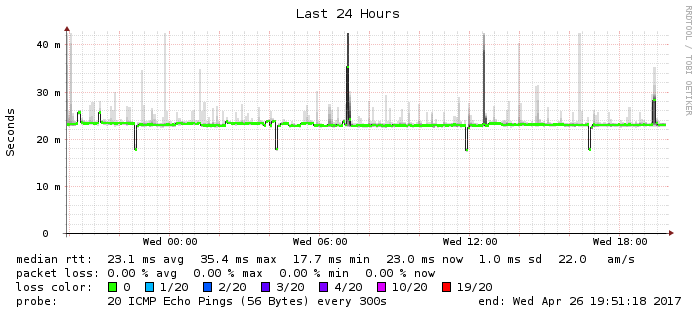 Last 24 Hours
RRDTOOL / TOBI OETIKER
Seconds
40 m
30 m
20 m
10 m
0
Wed 00:00 Wed 06:00 Wed 12:00 Wed 18:00
median rtt: 23.1 ms avg 35.4 ms max 17.7 ms min 23.0 ms now 1.0 ms sd 22.0 am/s
packet loss: 0.00 % avg 0.00 % max 0.00 % min 0.00 % now
loss color: 0 1/20 2/20 3/20 4/20 10/20 19/20
probe: 20 ICMP Echo Pings (56 Bytes) every 300s end: Wed Apr 26 19:51:18 2017